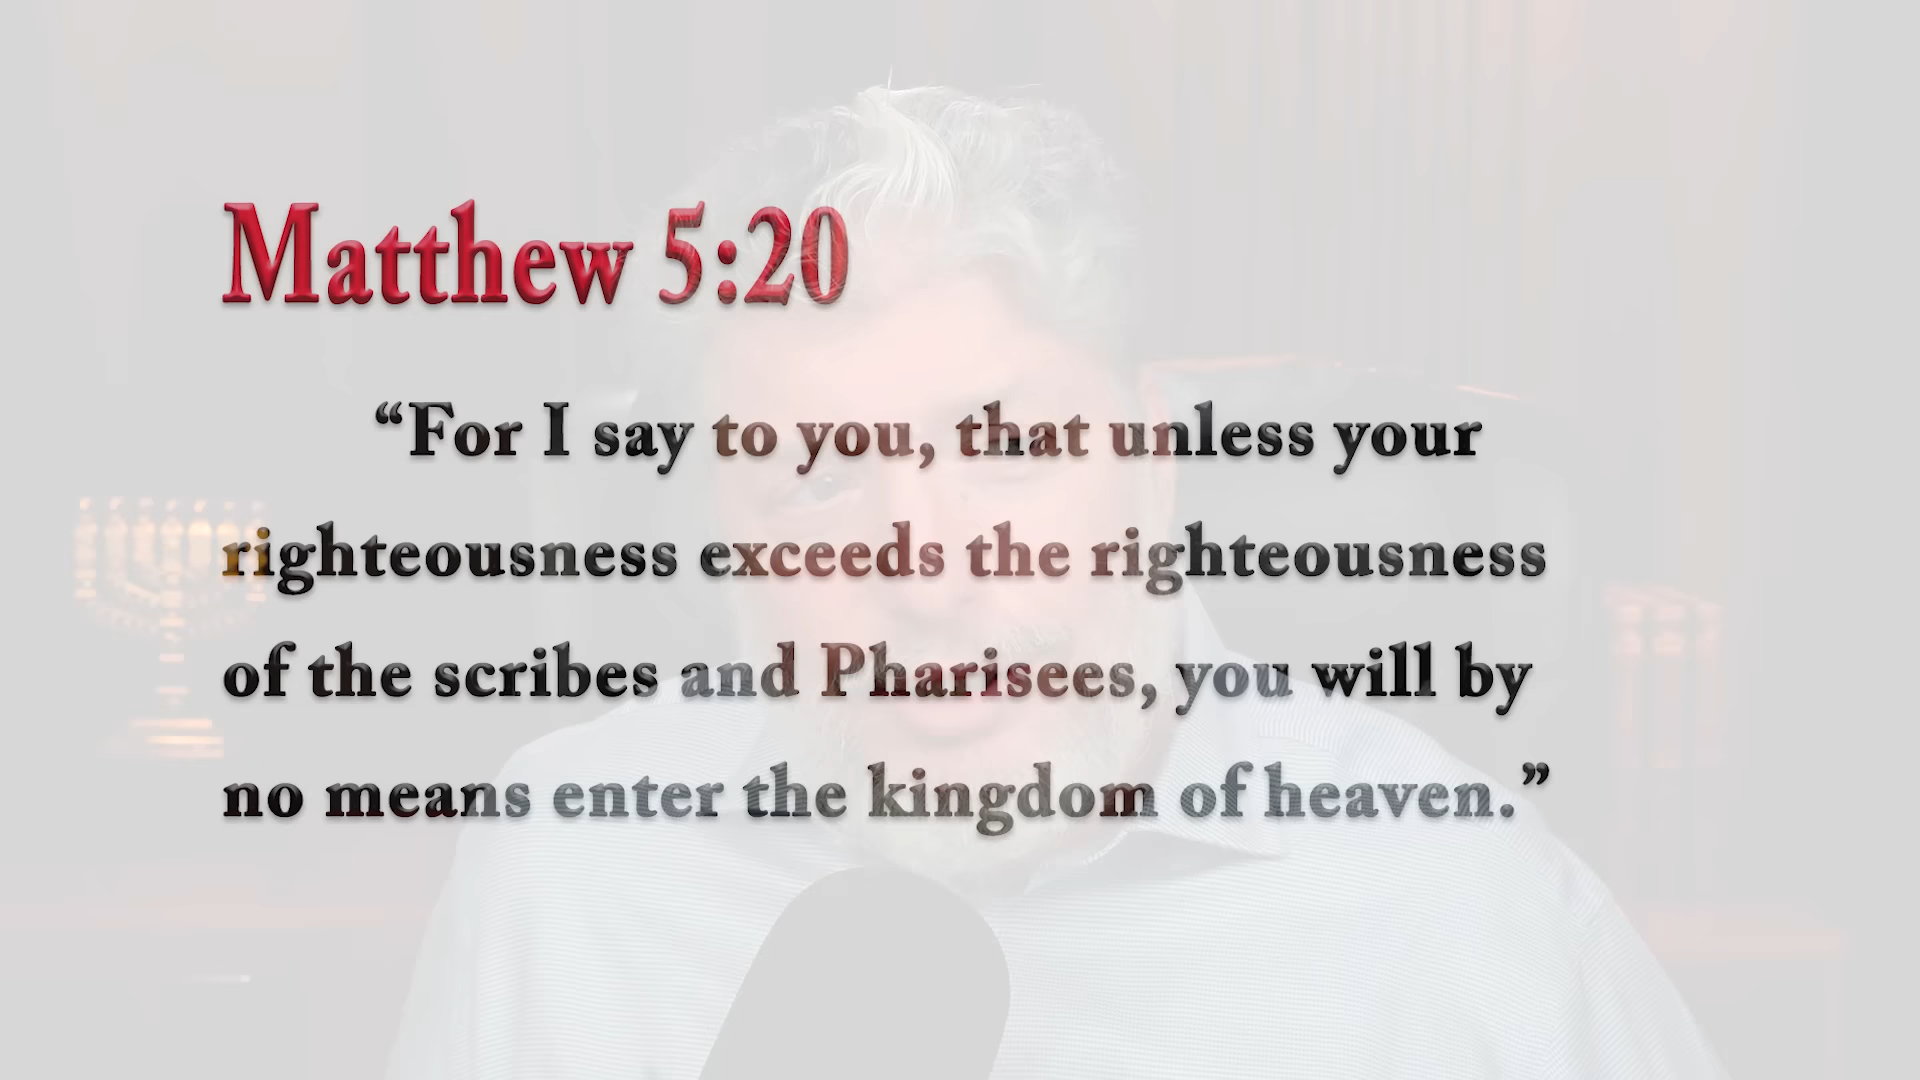 Matthew 5:20
“For I say to you, that unless your
righteousness exceeds the righteousness
of the scribes and Pharisees, you will by
no means enter the kingdom of heaven.”